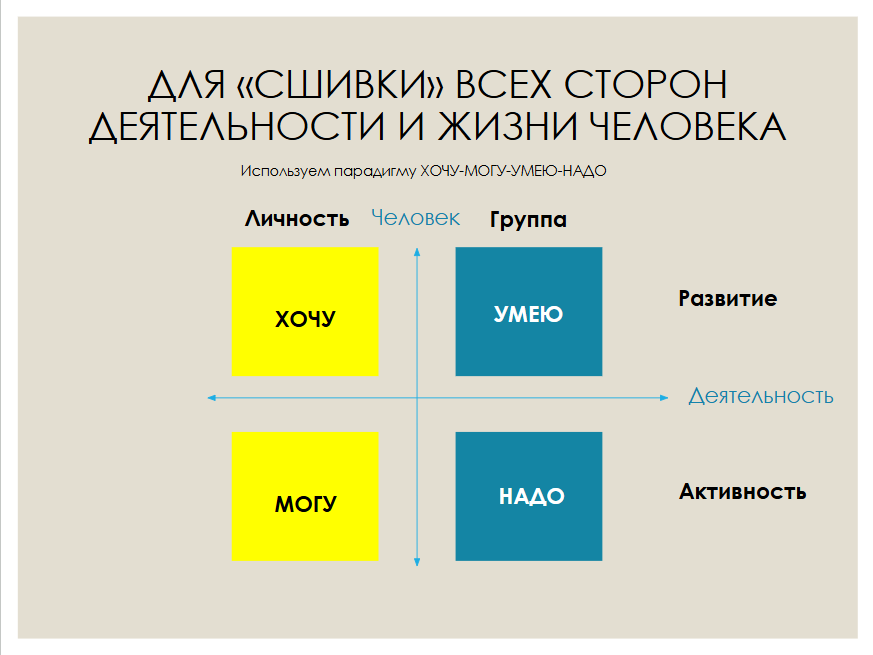 ДЛЯ «СШИВКИ» ВСЕХ СТОРОН
ДЕЯТЕЛЬНОСТИ И ЖИЗНИ ЧЕЛОВЕКА
Используем парадигму ХОЧУ-МОГУ-УМЕЮ-НАДО
Личность Человек Группа
ХОЧУ
УМЕЮ
Развитие
Деятельность
МОГУ
НАДО
Активность